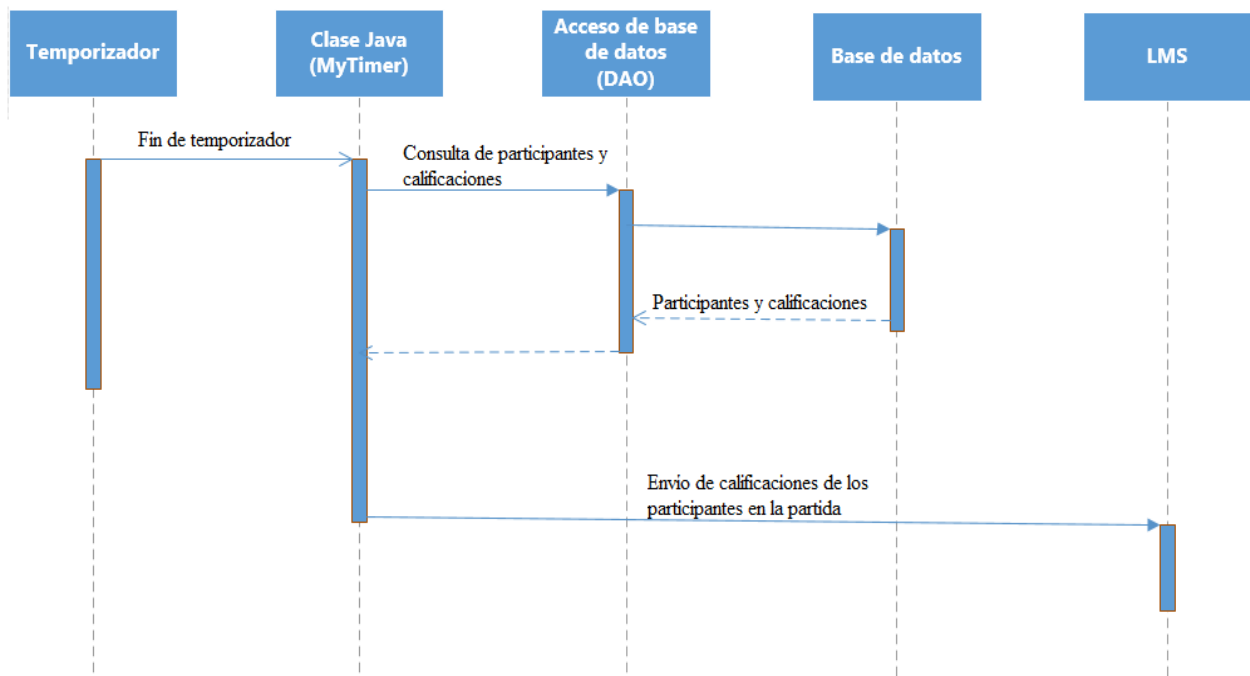 Temporizador
Clase Java
(MyTimer)
Acceso de base
de datos
(DAO)
Base de datos
LMS
Fin de temporizador
Consulta de participantes y
calificaciones
Participantes y calificaciones
Envío de calificaciones de los
participantes en la partida